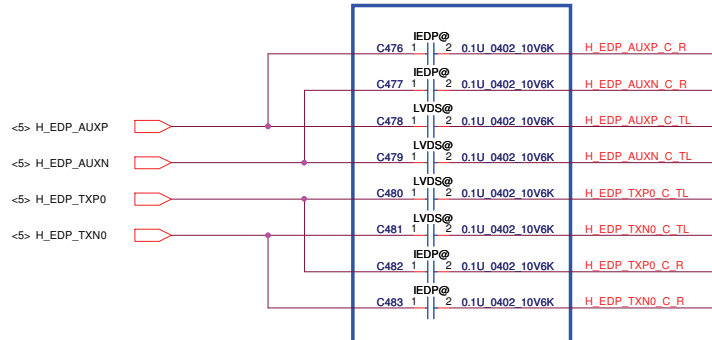 IEDP@
C476 1 2 0.1U_0402_10V6K H_EDP_AUXP_C_R
IEDP@
C477 1 2 0.1U_0402_10V6K H_EDP_AUXN_C_R
LVDS@
<5> H_EDP_AUXP C478 1 2 0.1U_0402_10V6K H_EDP_AUXP_C_TL
LVDS@
<5> H_EDP_AUXN C479 1 2 0.1U_0402_10V6K H_EDP_AUXN_C_TL
LVDS@
<5> H_EDP_TXP0 C480 1 2 0.1U_0402_10V6K H_EDP_TXP0_C_TL
LVDS@
<5> H_EDP_TXN0 C481 1 2 0.1U_0402_10V6K H_EDP_TXN0_C_TL
IEDP@
C482 1 2 0.1U_0402_10V6K H_EDP_TXP0_C_R
IEDP@
C483 1 2 0.1U_0402_10V6K H_EDP_TXN0_C_R